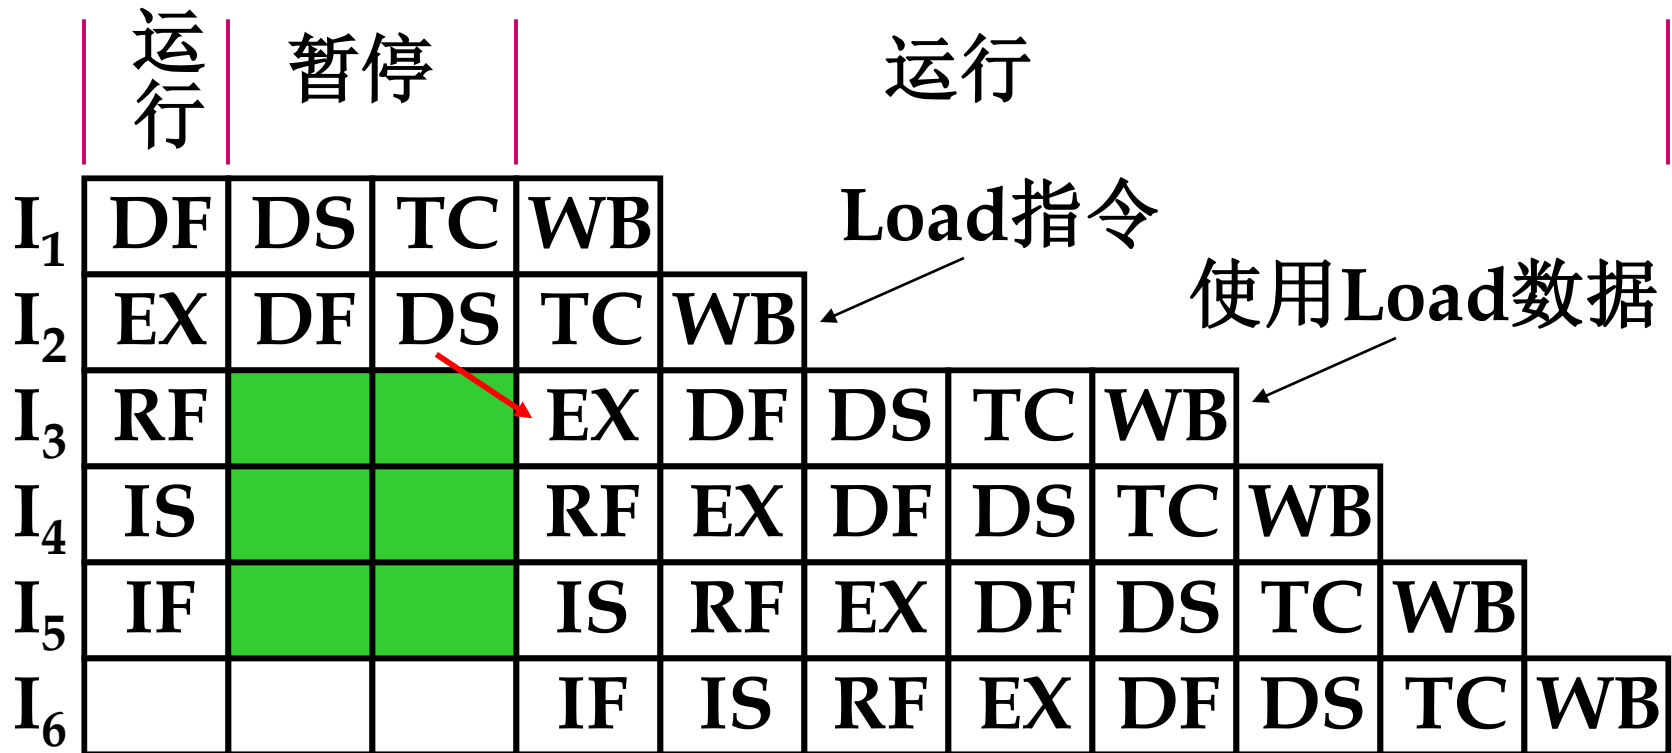 运行 暂停 运行
Load指令
使用Load数据
I1 DF DS TC WB
I2 EX DF DS TC WB
I3 RF EX DF DS TC WB
I4 IS RF EX DF DS TC WB
I5 IF IS RF EX DF DS TC WB
I6 IF IS RF EX DF DS TC WB